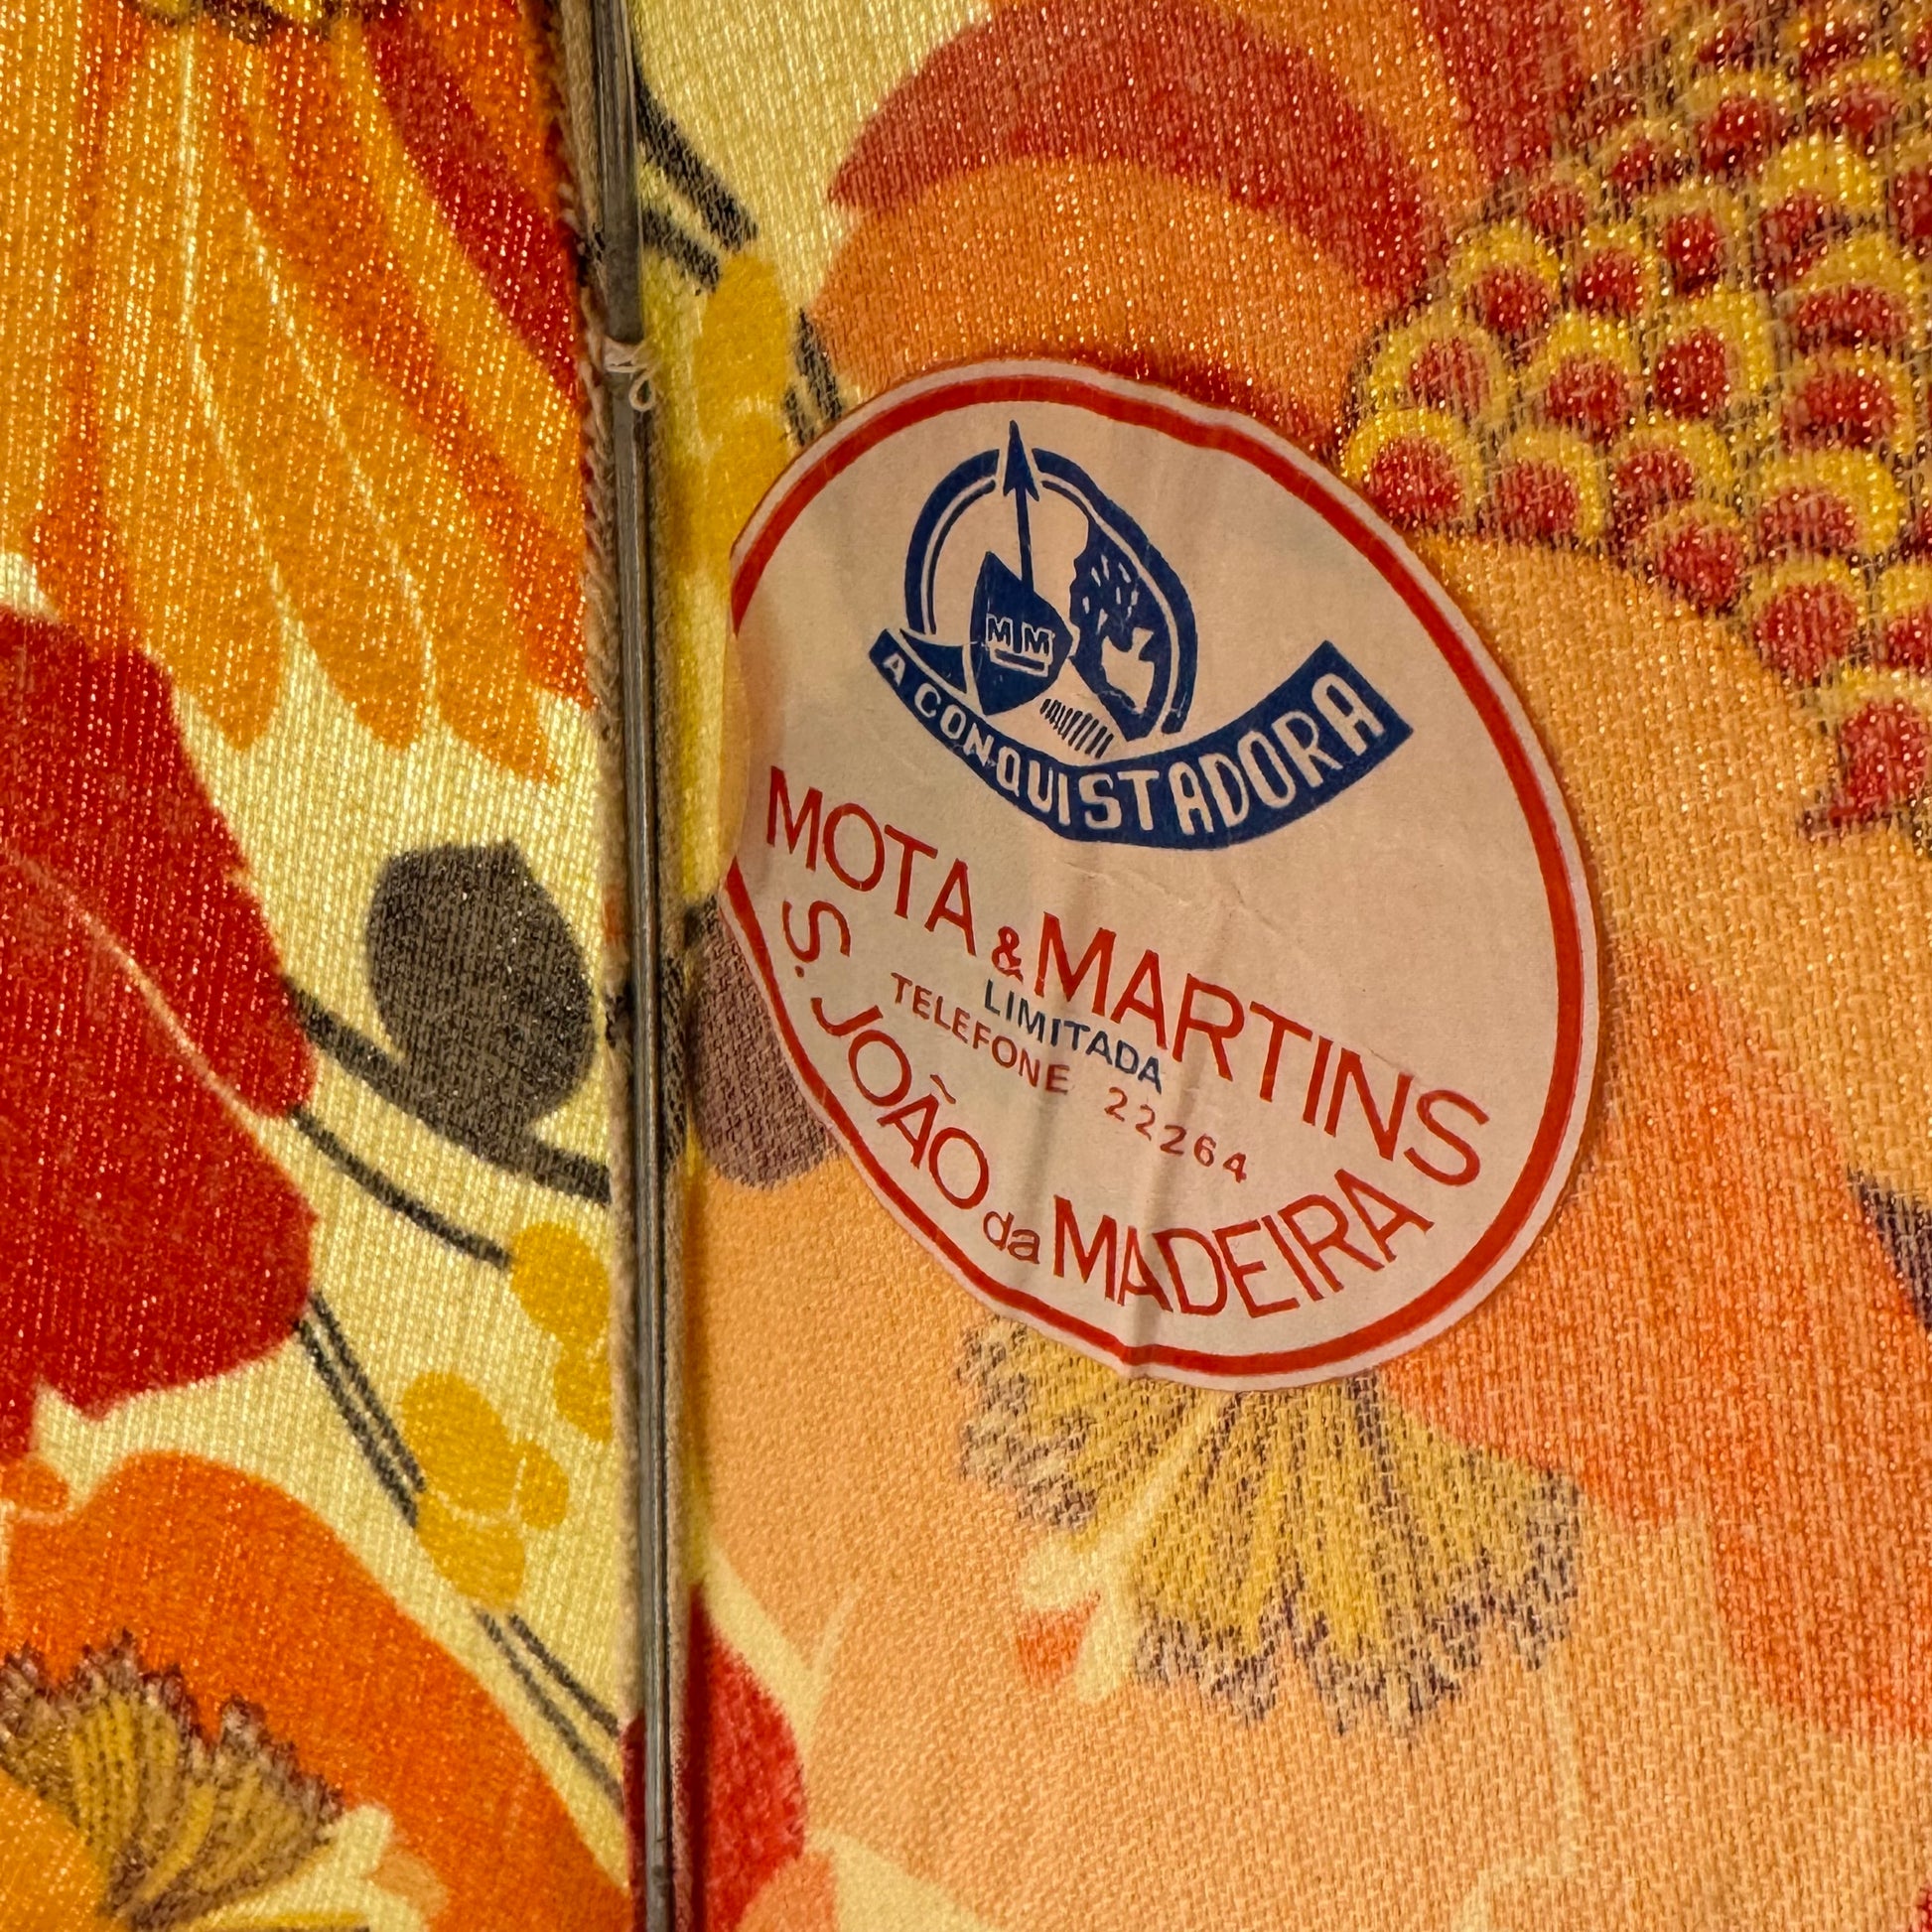 MM
A CONQUISTADORA
MOTA & MARTINS
LIMITADA
TELEFONE 22264
S. JOÃO da MADEIRA